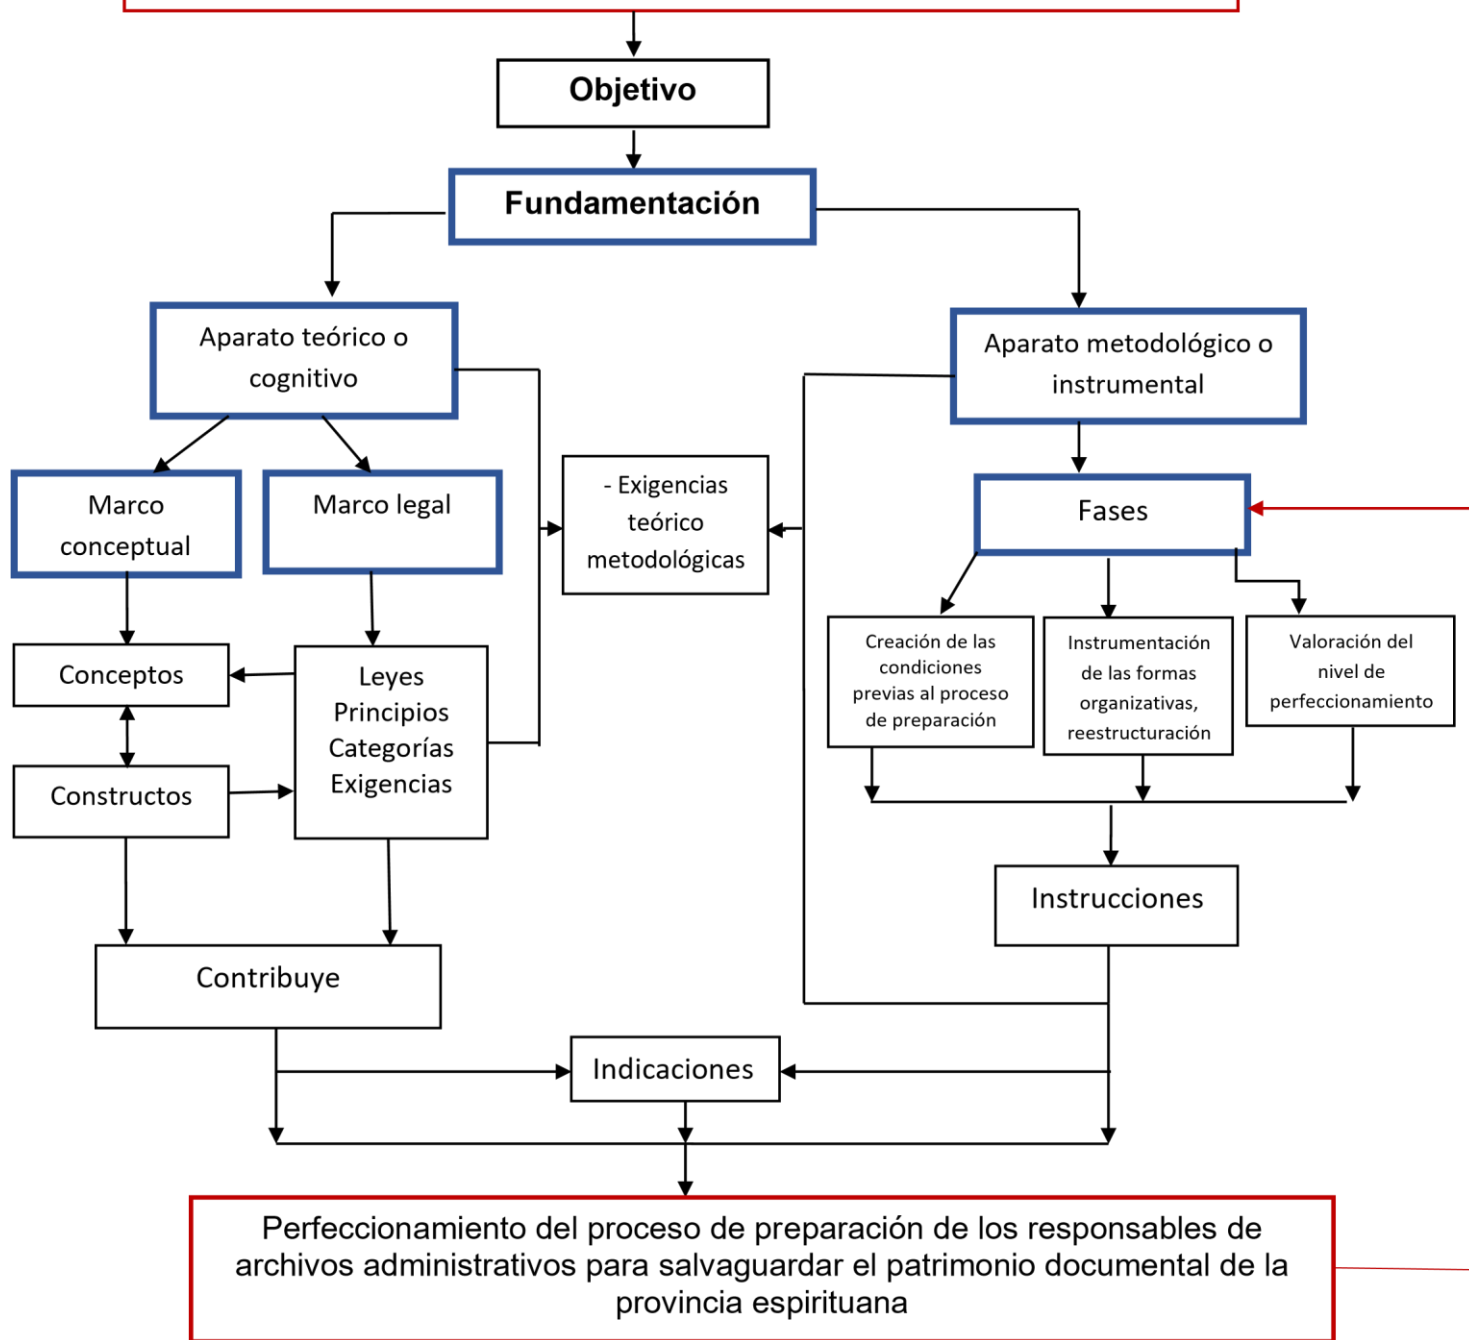 Objetivo
Fundamentación
Aparato teórico o
cognitivo
Aparato metodológico o
instrumental
Marco
conceptual
Marco legal
- Exigencias
teórico
metodológicas
Fases
Conceptos
Constructos
Leyes
Principios
Categorías
Exigencias
Creación de las
condiciones
previas al proceso
de preparación
Instrumentación
de las formas
organizativas,
reestructuración
Valoración del
nivel de
perfeccionamiento
Instrucciones
Contribuye
Indicaciones
Perfeccionamiento del proceso de preparación de los responsables de
archivos administrativos para salvaguardar el patrimonio documental de la
provincia espirituana